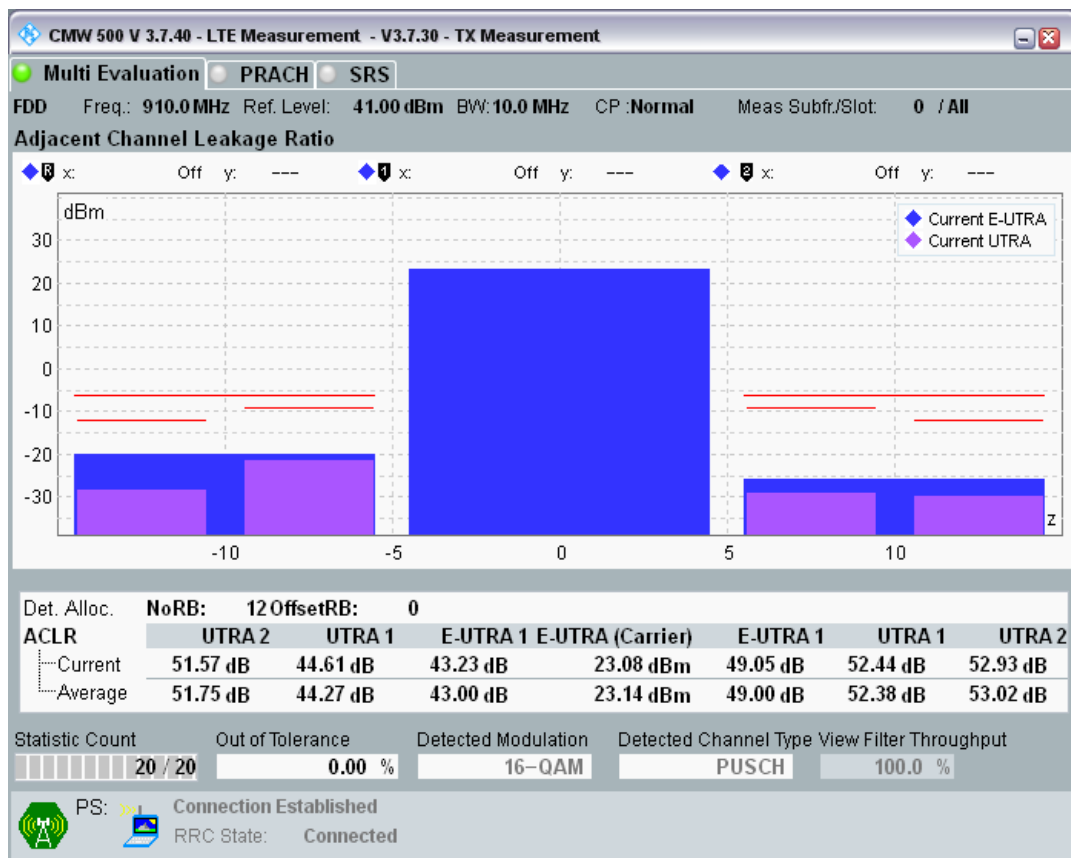 CMW 500 V 3.7.40 - LTE Measurement - V3.7.30 - TX Measurement
Multi Evaluation PRACH SRS
FDD Freq.: 910.0 MHz Ref. Level: 41.00 dBm BW: 10.0 MHz CP :Normal Meas Subfr./Slot: 0 / All
Adjacent Channel Leakage Ratio
R x: Off y: --- 1 x: Off y: --- 2 x: Off y: ---
dBm
Current E-UTRA
Current UTRA
30
20
10
0
-10
-20
-30
z
-10 -5 0 5 10
Det. Alloc. NoRB: 12 OffsetRB: 0
ACLR UTRA 2 UTRA 1 E-UTRA 1 E-UTRA (Carrier) E-UTRA 1 UTRA 1 UTRA 2
Current 51.57 dB 44.61 dB 43.23 dB 23.08 dBm 49.05 dB 52.44 dB 52.93 dB
Average 51.75 dB 44.27 dB 43.00 dB 23.14 dBm 49.00 dB 52.38 dB 53.02 dB
Statistic Count Out of Tolerance Detected Modulation Detected Channel Type View Filter Throughput
20 / 20 0.00 % 16-QAM PUSCH 100.0 %
PS: Connection Established
RRC State: Connected